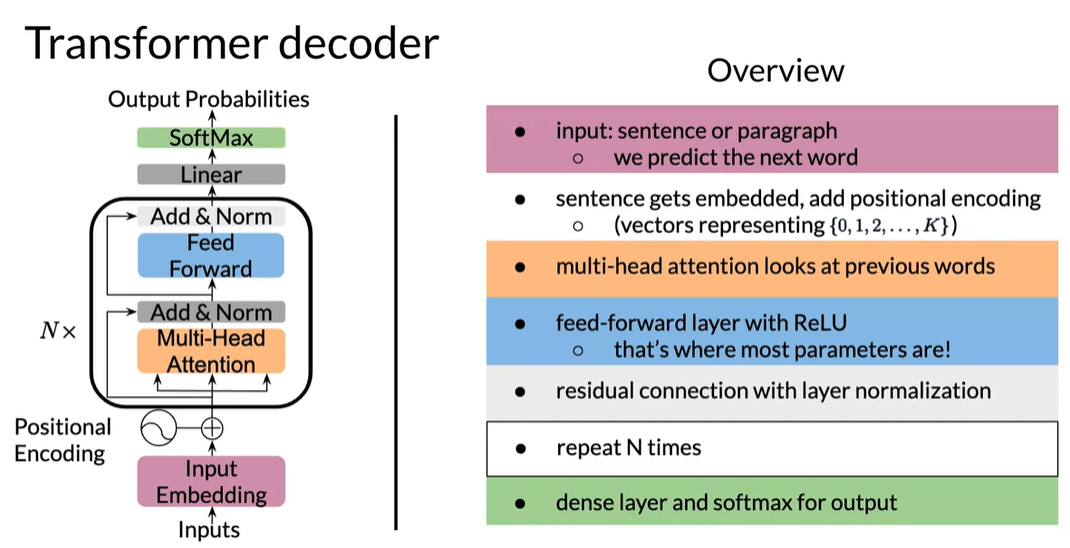 Transformer decoder
Output Probabilities
SoftMax
Linear
Add & Norm
Feed
Forward
Add & Norm
Multi-Head
Attention
N×
Positional
Encoding
Input
Embedding
Inputs
Overview
● input: sentence or paragraph
○ we predict the next word
● sentence gets embedded, add positional encoding
○ (vectors representing {0, 1, 2, . . . , K})
● multi-head attention looks at previous words
● feed-forward layer with ReLU
○ that's where most parameters are!
● residual connection with layer normalization
● repeat N times
● dense layer and softmax for output